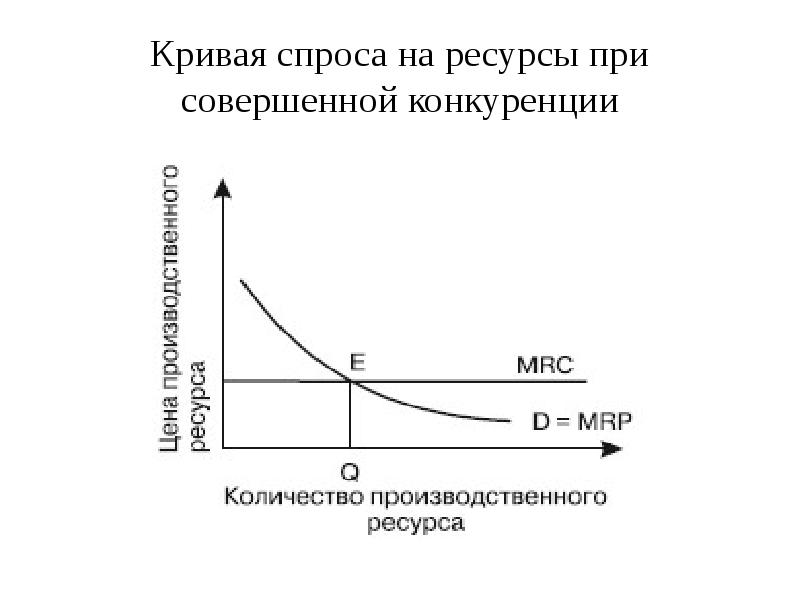 Кривая спроса на ресурсы при
совершенной конкуренции
Цена производственного
ресурса
E
MRC
D = MRP
Q
Количество производственного
ресурса